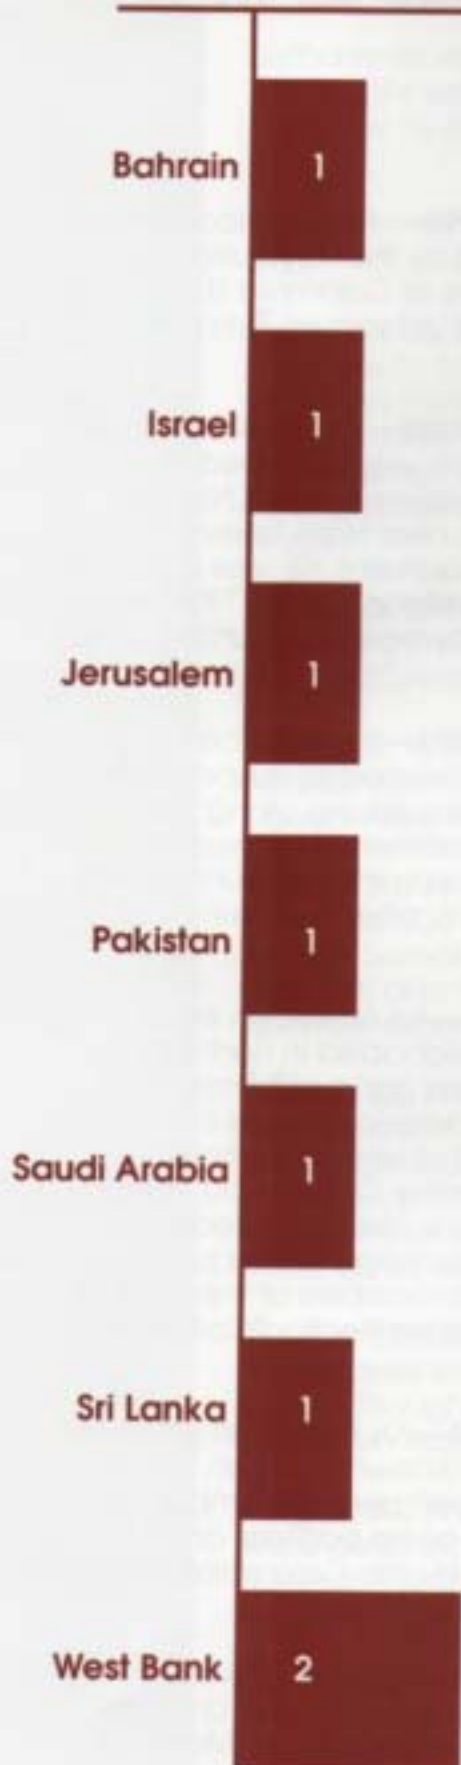 Bahrain 1
Israel 1
Jerusalem 1
Pakistan 1
Saudi Arabia 1
Sri Lanka 1
West Bank 2